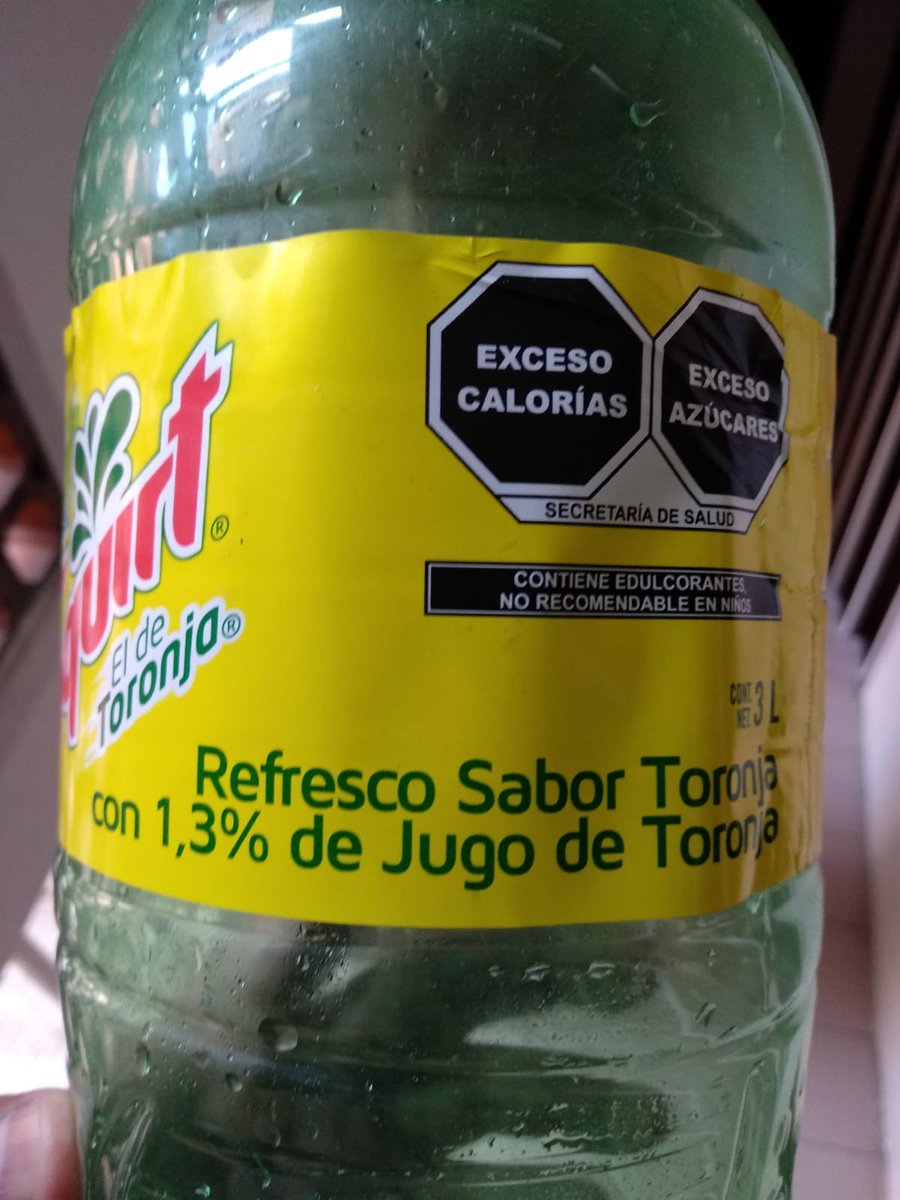 EXCESO
CALORÍAS
EXCESO
AZÚCARES
SECRETARÍA DE SALUD
CONTIENE EDULCORANTES,
NO RECOMENDABLE EN NIÑOS
®
El de
Toronja®
CONT.
NET. 3 L
Refresco Sabor Toronja
con 1,3% de Jugo de Toronja